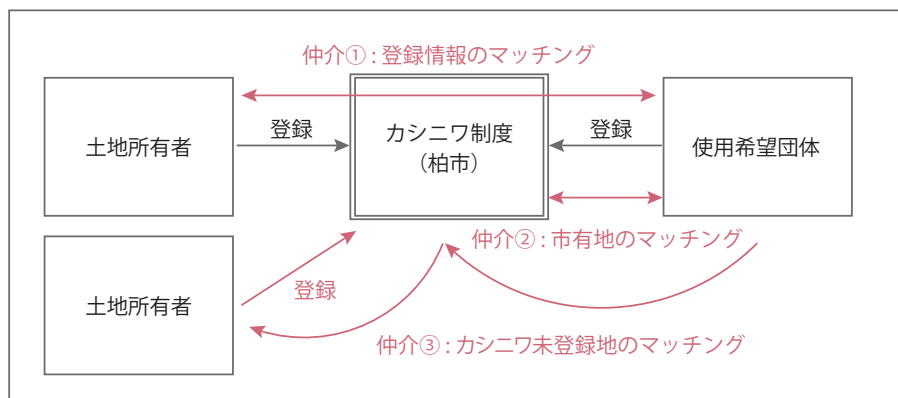 仲介①：登録情報のマッチング
土地所有者
登録
カシニワ制度
（柏市）
登録
使用希望団体
仲介②：市有地のマッチング
土地所有者
登録
仲介③：カシニワ未登録地のマッチング